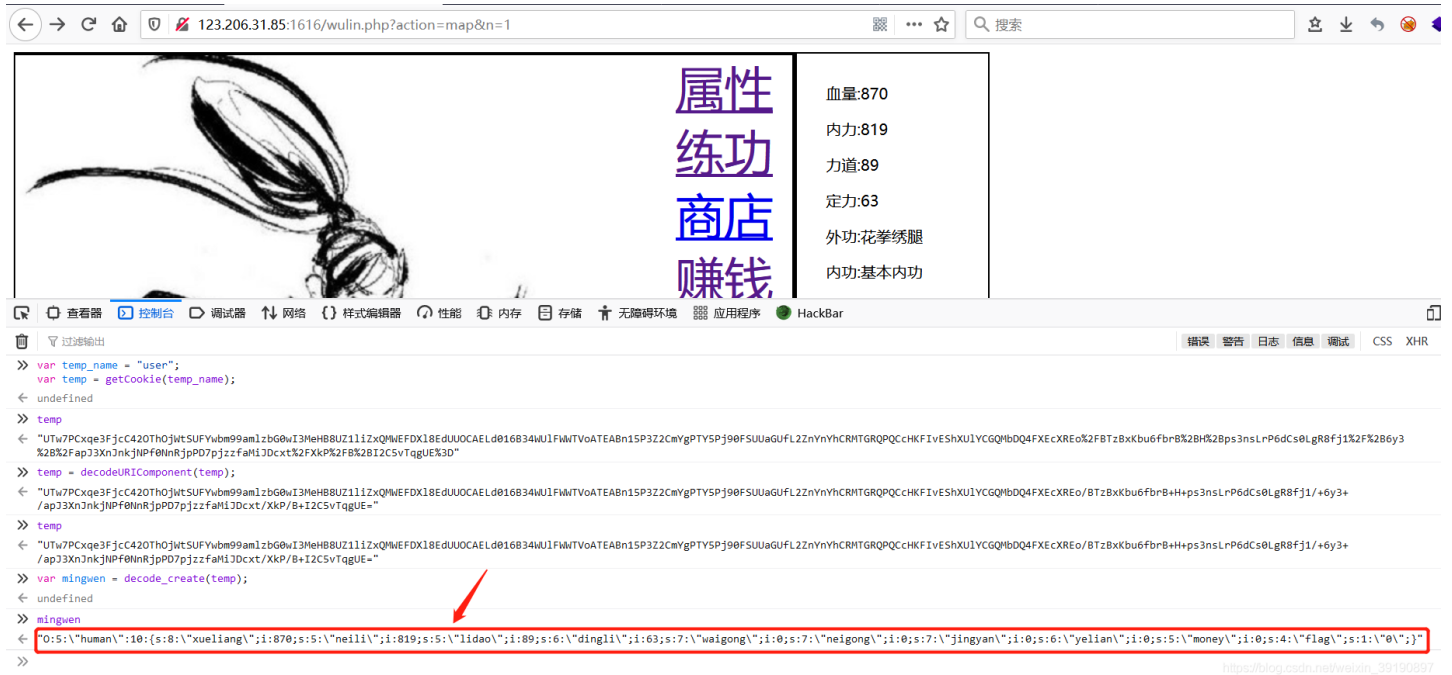 123.206.31.85:1616/wulin.php?action=map&n=1
搜索
属性
练功
商店
赚钱
血量:870
内力:819
力道:89
定力:63
外功:花拳绣腿
内功:基本内功
查看器 控制台 调试器 网络 样式编辑器 性能 内存 存储 无障碍环境 应用程序 HackBar
过滤输出 错误 警告 日志 信息 调试 CSS XHR
var temp_name = "user";
var temp = getCookie(temp_name);
undefined
temp
"UTw7PCxqe3FjcC42OThOjWtSUFYwbm99amlzbG0wI3MeHB8UZ1liZxQMWEFDXl8EdUUOCAELd016B34WUlFWWTVoATEABn15P3Z2CmYgPTY5Pj90FSUUaGUfL2ZnYnYhCRMTGRQPQCcHKFIvEShXUlYCGQMbDQ4FXEcXREo%2FBTzBxKbu6fbrB%2BH%2Bps3nsLrP6dCs0LgR8fj1%2F%2B6y3
%2B%2FapJ3XnJnkjNPf0NnRjpPD7pjzzfaMiJDcxt%2FXkP%2FB%2BI2C5vTqgUE%3D"
temp = decodeURIComponent(temp);
"UTw7PCxqe3FjcC42OThOjWtSUFYwbm99amlzbG0wI3MeHB8UZ1liZxQMWEFDXl8EdUUOCAELd016B34WUlFWWTVoATEABn15P3Z2CmYgPTY5Pj90FSUUaGUfL2ZnYnYhCRMTGRQPQCcHKFIvEShXUlYCGQMbDQ4FXEcXREo/BTzBxKbu6fbrB+H+ps3nsLrP6dCs0LgR8fj1/+6y3+
/apJ3XnJnkjNPf0NnRjpPD7pjzzfaMiJDcxt/XkP/B+I2C5vTqgUE="
temp
"UTw7PCxqe3FjcC42OThOjWtSUFYwbm99amlzbG0wI3MeHB8UZ1liZxQMWEFDXl8EdUUOCAELd016B34WUlFWWTVoATEABn15P3Z2CmYgPTY5Pj90FSUUaGUfL2ZnYnYhCRMTGRQPQCcHKFIvEShXUlYCGQMbDQ4FXEcXREo/BTzBxKbu6fbrB+H+ps3nsLrP6dCs0LgR8fj1/+6y3+
/apJ3XnJnkjNPf0NnRjpPD7pjzzfaMiJDcxt/XkP/B+I2C5vTqgUE="
var mingwen = decode_create(temp);
undefined
mingwen
"O:5:\"human\":10:{s:8:\"xueliang\";i:870;s:5:\"neili\";i:819;s:5:\"lidao\";i:89;s:6:\"dingli\";i:63;s:7:\"waigong\";i:0;s:7:\"neigong\";i:0;s:7:\"jingyan\";i:0;s:6:\"yelian\";i:0;s:5:\"money\";i:0;s:4:\"flag\";s:1:\"0\";}"
https://blog.csdn.net/weixin_39190897